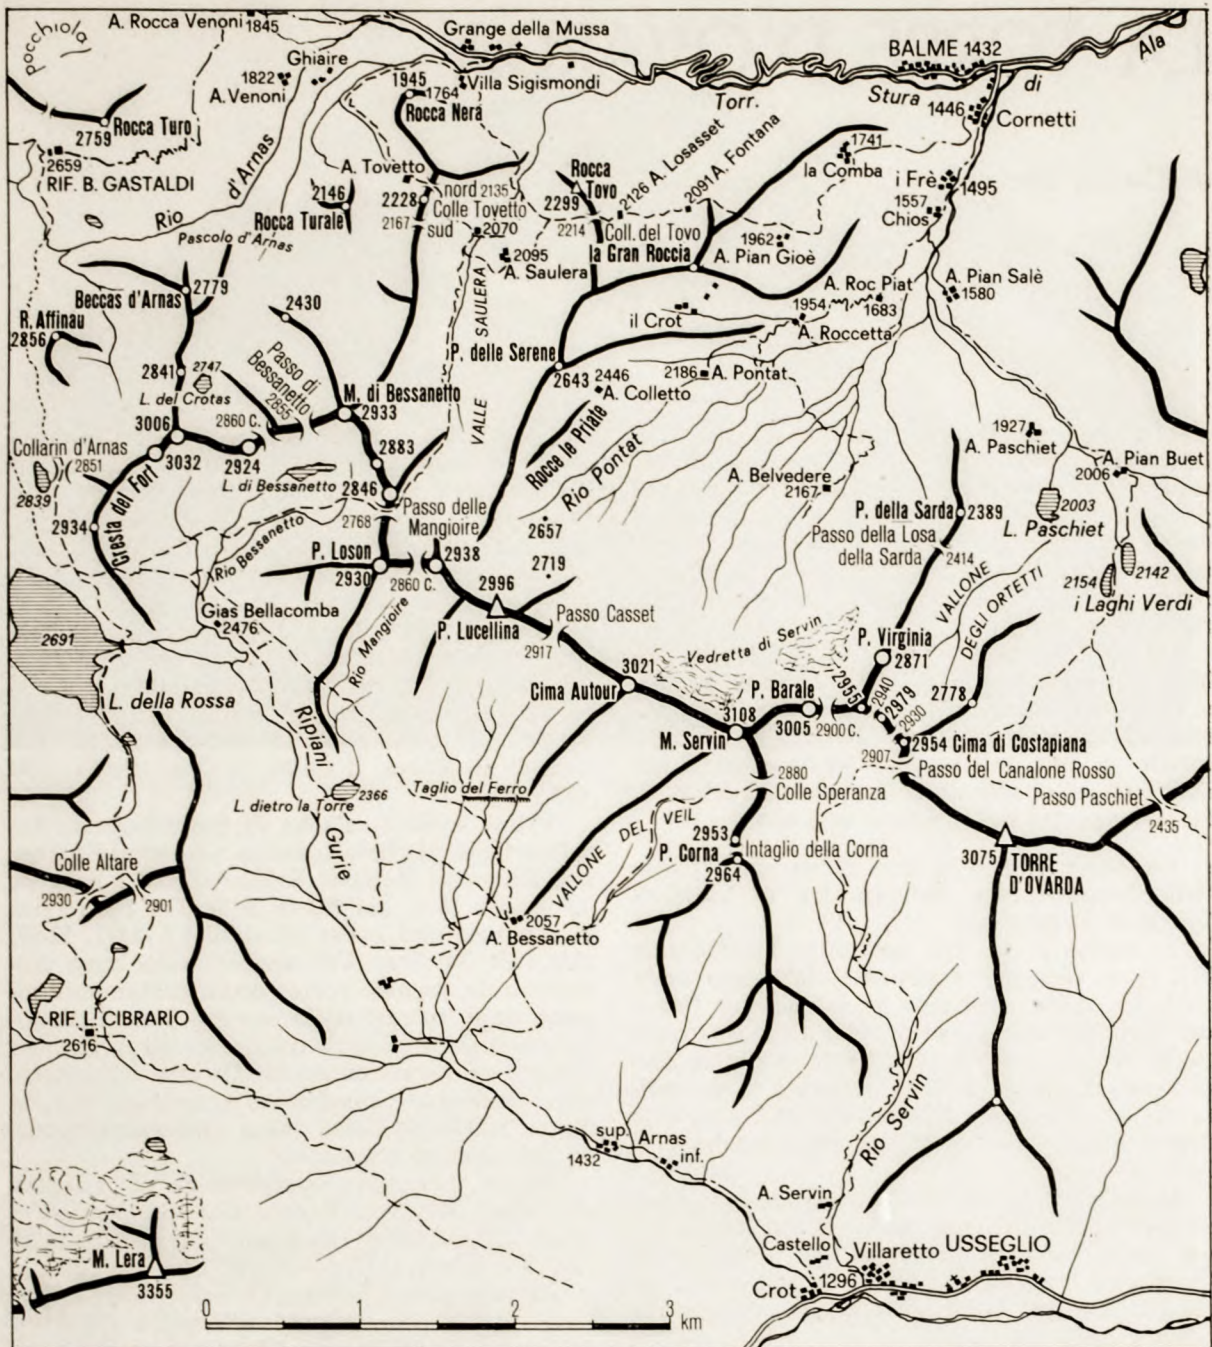 A. Rocca Venoni 1845
Grange della Mussa
BALME 1432
Ala
Pocchiola
Ghiaire
1822
A. Venoni
1945
1764
Villa Sigismondi
Rocca Nera
Torr.
Stura
di
1446
Cornetti
2759
Rocca Turo
2659
RIF. B. GASTALDI
d'Arnas
Rio
A. Tovetto
2146
Rocca Turale
2228
2167
nord 2135
Colle Tovetto
sud
2070
Rocca
Tovo
2299
2214
2126 A. Losasset
2091 A. Fontana
1741
la Comba
i Frè
1495
1557
Chios
Coll. del Tovo
la Gran Roccia
1962
A. Pian Gioè
Pascolo d'Arnas
2095
A. Saulera
Beccas d'Arnas
2779
2430
R. Affinau
2856
il Crot
A. Roc Piat
1954
1683
A. Roccetta
A. Pian Salè
1580
P. delle Serene
2643
2446
A. Colletto
2186
A. Pontat
VALLE SAULERA
2841
2747
L. del Crotas
Passo di
Bessanetto
2855
M. di Bessanetto
2933
3006
2860 C.
3032
2924
2883
Rocce le Priale
Rio Pontat
1927
A. Paschiet
A. Pian Buet
2006
Collarin d'Arnas
2851
2839
L. di Bessanetto
2846
A. Belvedere
2167
2934
Cresta del Fort
Rio Bessanetto
2768
Passo delle
Mangioire
2657
P. della Sarda
2389
Passo della Losa
della Sarda
2414
2003
L. Paschiet
P. Loson
2930
2860 C.
2938
2719
2996
P. Lucellina
Passo Casset
2917
2154
2142
i Laghi Verdi
VALLONE
DEGLI ORTETTI
Gias Bellacomba
2476
2691
Rio Mangioire
Vedretta di Servin
P. Virginia
2871
L. della Rossa
3021
Cima Autour
P. Barale
3005
2900 C.
2955
2940
2979
2930
2778
3108
M. Servin
2954 Cima di Costapiana
2907
Passo del Canalone Rosso
Ripiani
Gurie
2880
Colle Speranza
Passo Paschiet
2435
2366
L. dietro la Torre
Taglio del Ferro
VALLONE DEL VEIL
2953
P. Corna
2964
Intaglio della Corna
3075
TORRE
D'OVARDA
Colle Altare
2930
2901
2057
A. Bessanetto
RIF. L. CIBRARIO
2616
Rio Servin
sup.
Arnas
inf.
1432
A. Servin
M. Lera
3355
Castello
Villaretto
USSEGLIO
1296
Crot
0
1
2
3
km